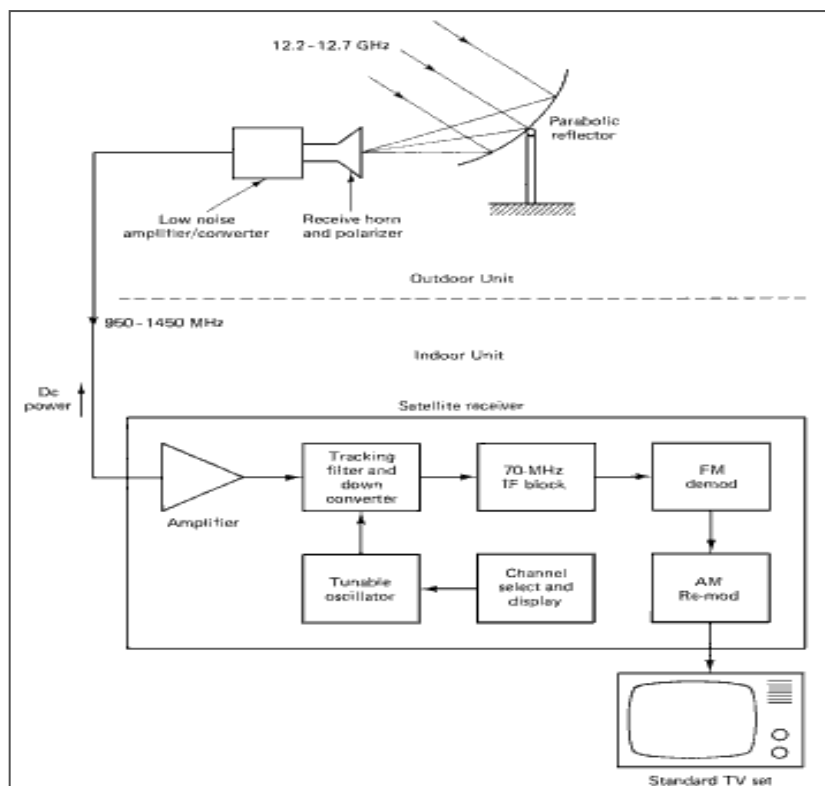 12.2-12.7 GHz
Parabolic
reflector
Low noise
amplifier/converter
Receive horn
and polarizer
Outdoor Unit
950-1450 MHz
Indoor Unit
Dc
power
Satellite receiver
Amplifier
Tracking
filter and
down
converter
70-MHz
IF block
FM
demod
Tunable
oscillator
Channel
select and
display
AM
Re-mod
Standard TV set